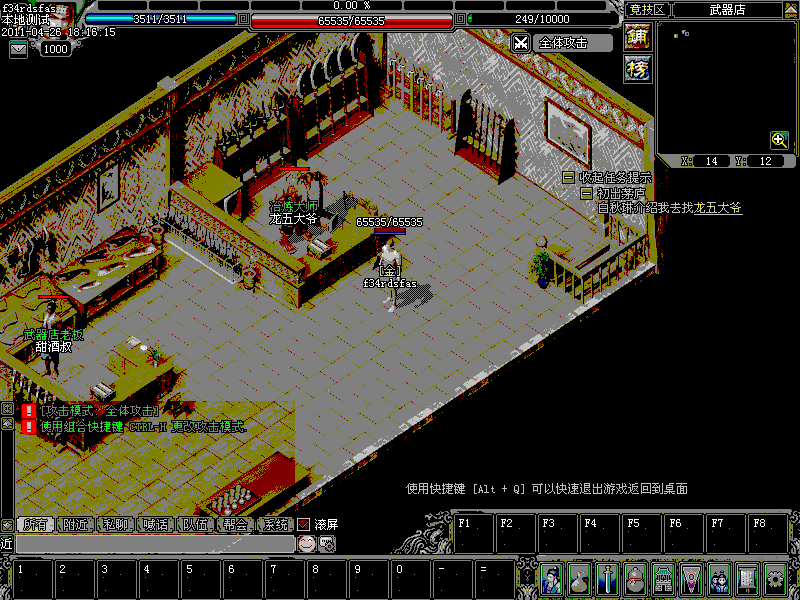 f34rdsfas
本地测试
2011-04-26 18:16:15
1000
3511/3511
0.00 %
65535/65535
249/10000
全体攻击
竞技区
武器店
铺
榜
X: 14 Y: 12
收起任务提示
初出茅庐
自秋琳介绍我去找龙五大爷
冶炼大师
龙五大爷
65535/65535
[金]
f34rdsfas
武器店老板
甜酒叔
[攻击模式: 全体攻击]
使用组合快捷键 CTRL-H 更改攻击模式.
使用快捷键 [Alt + Q] 可以快速退出游戏返回到桌面
所有 附近 私聊 喊话 队伍 帮会 系统 滚屏
近
F1 F2 F3 F4 F5 F6 F7 F8
1 2 3 4 5 6 7 8 9 0 - =